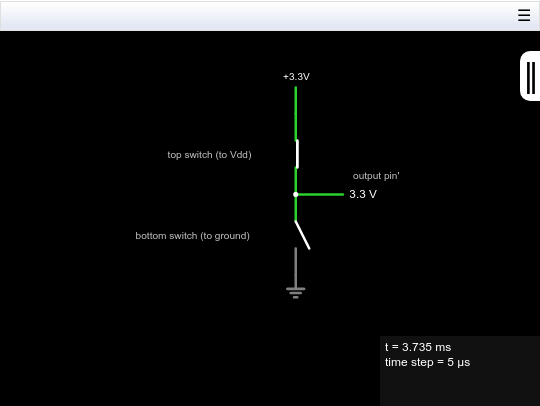 +3.3V
top switch (to Vdd)
output pin'
3.3 V
bottom switch (to ground)
t = 3.735 ms
time step = 5 µs